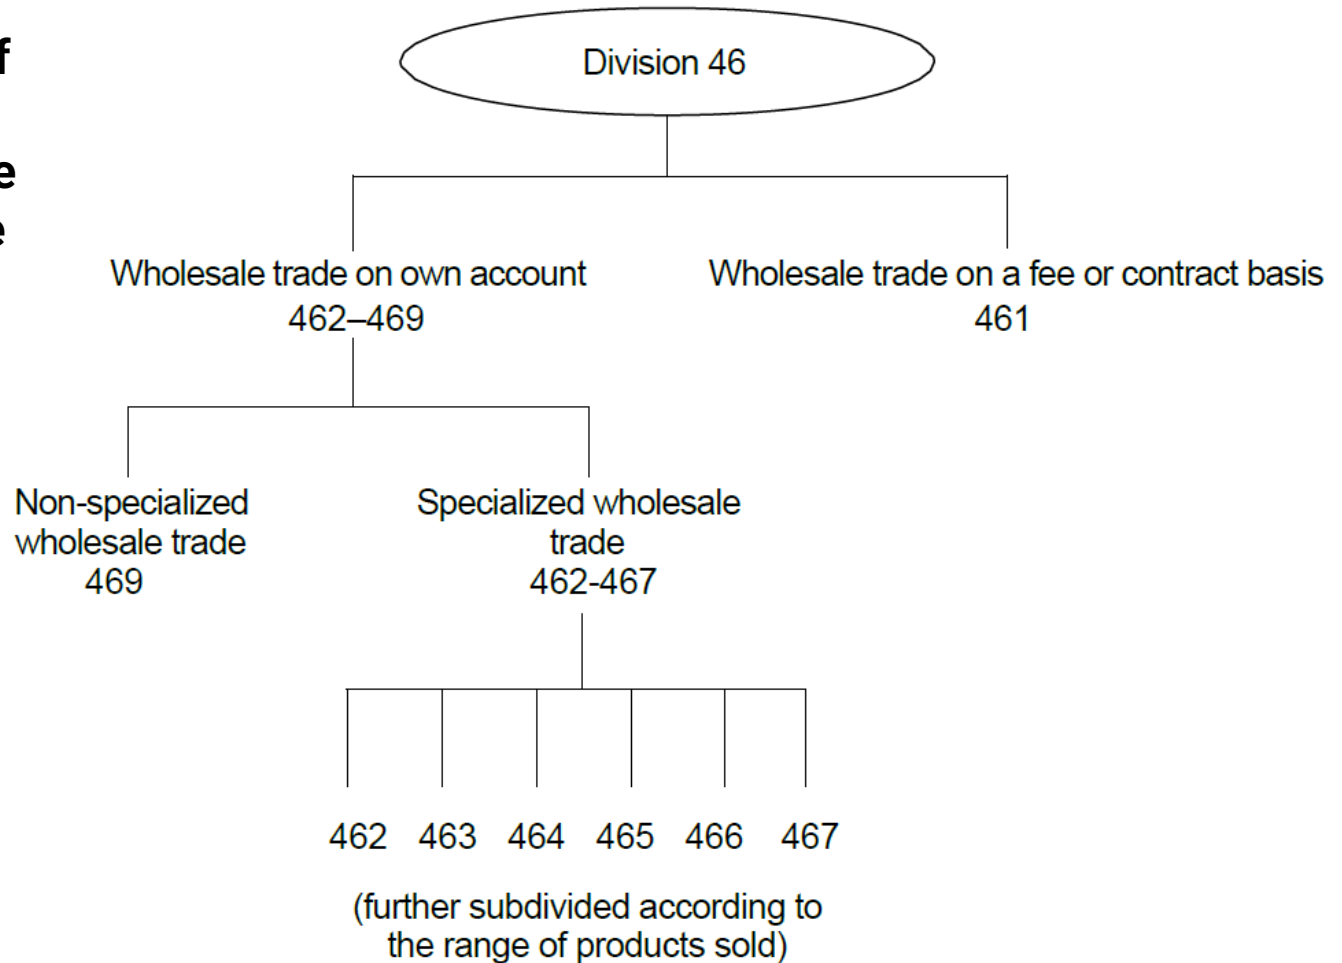 f
e
e
Division 46
Wholesale trade on own account
462–469
Wholesale trade on a fee or contract basis
461
Non-specialized
wholesale trade
469
Specialized wholesale
trade
462-467
462 463 464 465 466 467
(further subdivided according to
the range of products sold)